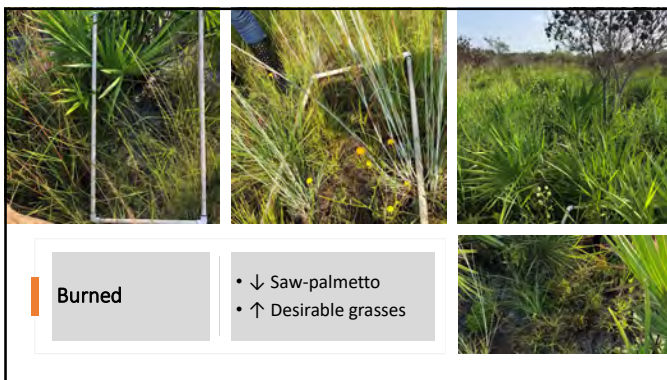 Burned
• ↓ Saw-palmetto
• ↑ Desirable grasses